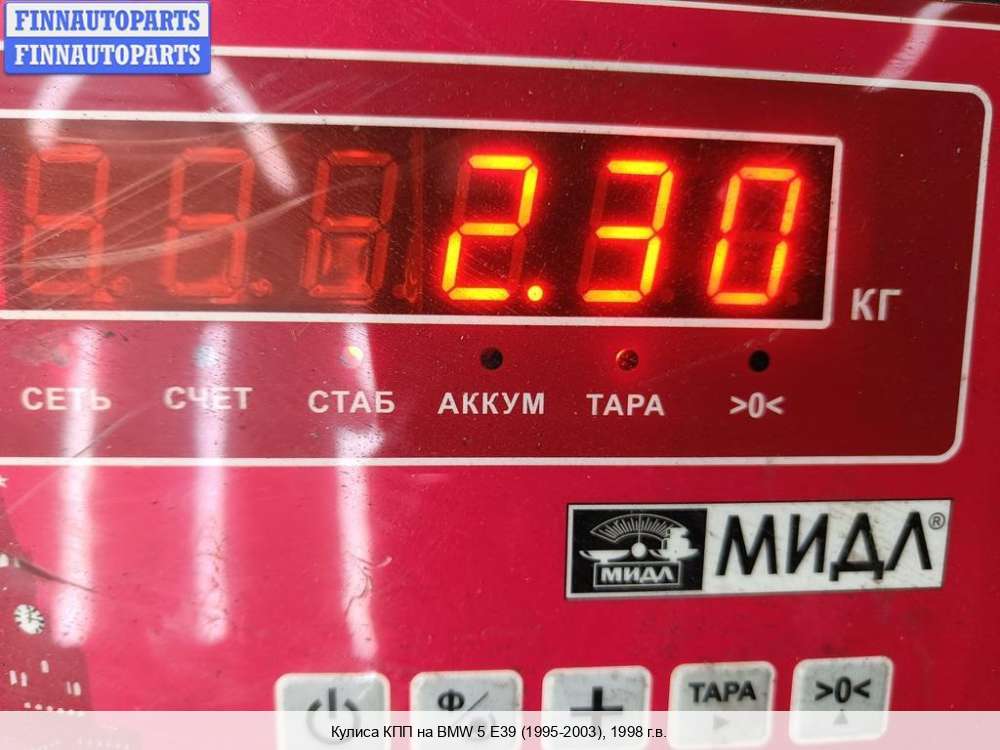 FINNAUTOPARTS
FINNAUTOPARTS
2.30
КГ
СЕТЬ СЧЕТ СТАБ АККУМ ТАРА >0<
МИДЛ МИДЛ®
Ф/ + ТАРА >0<
Кулиса КПП на BMW 5 E39 (1995-2003), 1998 г.в.